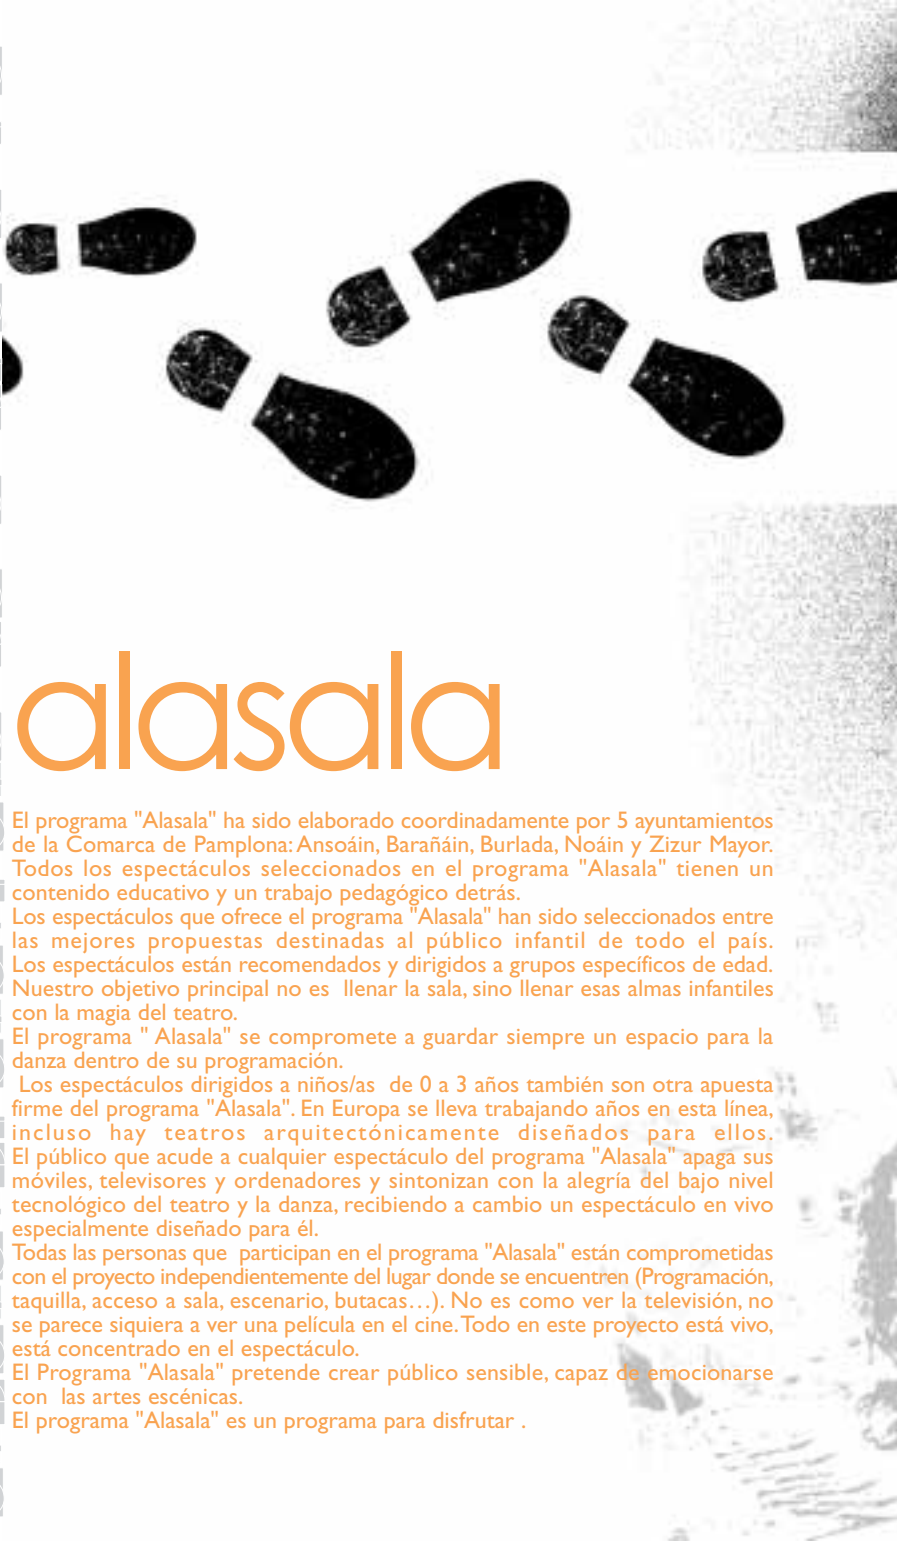 alasala
El programa "Alasala" ha sido elaborado coordinadamente por 5 ayuntamientos
de la Comarca de Pamplona: Ansoáin, Barañáin, Burlada, Noáin y Zizur Mayor.
Todos los espectáculos seleccionados en el programa "Alasala" tienen un
contenido educativo y un trabajo pedagógico detrás.
Los espectáculos que ofrece el programa "Alasala" han sido seleccionados entre
las mejores propuestas destinadas al público infantil de todo el país.
Los espectáculos están recomendados y dirigidos a grupos específicos de edad.
Nuestro objetivo principal no es llenar la sala, sino llenar esas almas infantiles
con la magia del teatro.
El programa " Alasala" se compromete a guardar siempre un espacio para la
danza dentro de su programación.
Los espectáculos dirigidos a niños/as de 0 a 3 años también son otra apuesta
firme del programa "Alasala". En Europa se lleva trabajando años en esta línea,
incluso hay teatros arquitectónicamente diseñados para ellos.
El público que acude a cualquier espectáculo del programa "Alasala" apaga sus
móviles, televisores y ordenadores y sintonizan con la alegría del bajo nivel
tecnológico del teatro y la danza, recibiendo a cambio un espectáculo en vivo
especialmente diseñado para él.
Todas las personas que participan en el programa "Alasala" están comprometidas
con el proyecto independientemente del lugar donde se encuentren (Programación,
taquilla, acceso a sala, escenario, butacas…). No es como ver la televisión, no
se parece siquiera a ver una película en el cine. Todo en este proyecto está vivo,
está concentrado en el espectáculo.
El Programa "Alasala" pretende crear público sensible, capaz de emocionarse
con las artes escénicas.
El programa "Alasala" es un programa para disfrutar .